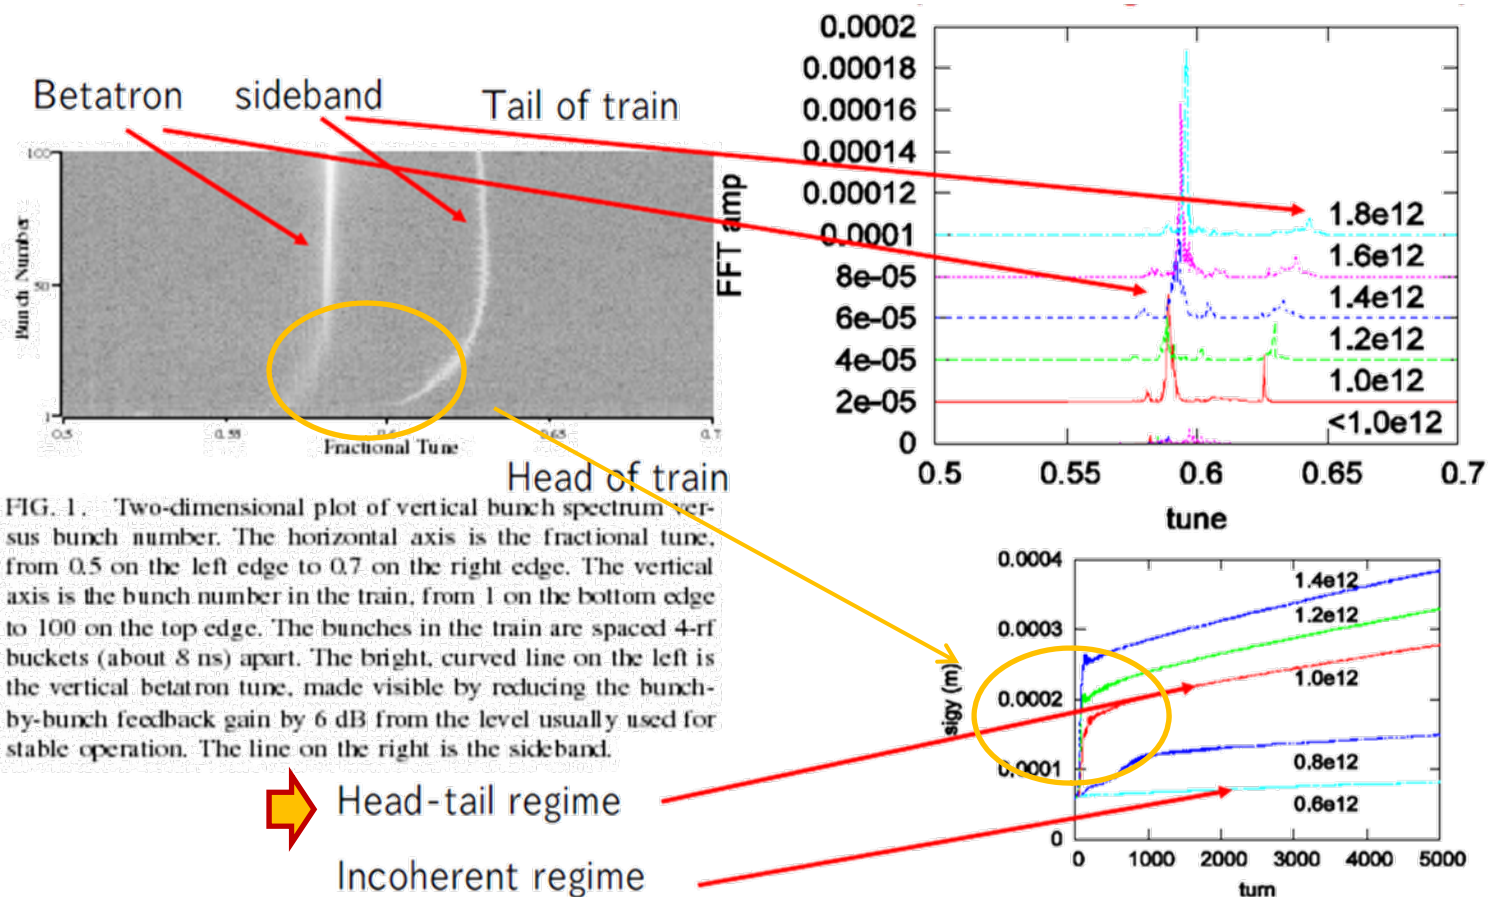 Betatron
sideband
Tail of train
100
50
1
Bunch Number
0.5
0.55
0.6
0.65
0.7
Fractional Tune
Head of train
FIG. 1. Two-dimensional plot of vertical bunch spectrum ver-
sus bunch number. The horizontal axis is the fractional tune,
from 0.5 on the left edge to 0.7 on the right edge. The vertical
axis is the bunch number in the train, from 1 on the bottom edge
to 100 on the top edge. The bunches in the train are spaced 4-rf
buckets (about 8 ns) apart. The bright, curved line on the left is
the vertical betatron tune, made visible by reducing the bunch-
by-bunch feedback gain by 6 dB from the level usually used for
stable operation. The line on the right is the sideband.
Head-tail regime
Incoherent regime
FFT amp
0.0002
0.00018
0.00016
0.00014
0.00012
0.0001
8e-05
6e-05
4e-05
2e-05
0
1.8e12
1.6e12
1.4e12
1.2e12
1.0e12
<1.0e12
0.5
0.55
0.6
0.65
0.7
tune
sigy (m)
0.0004
0.0003
0.0002
0.0001
0
1.4e12
1.2e12
1.0e12
0.8e12
0.6e12
0
1000
2000
3000
4000
5000
turn